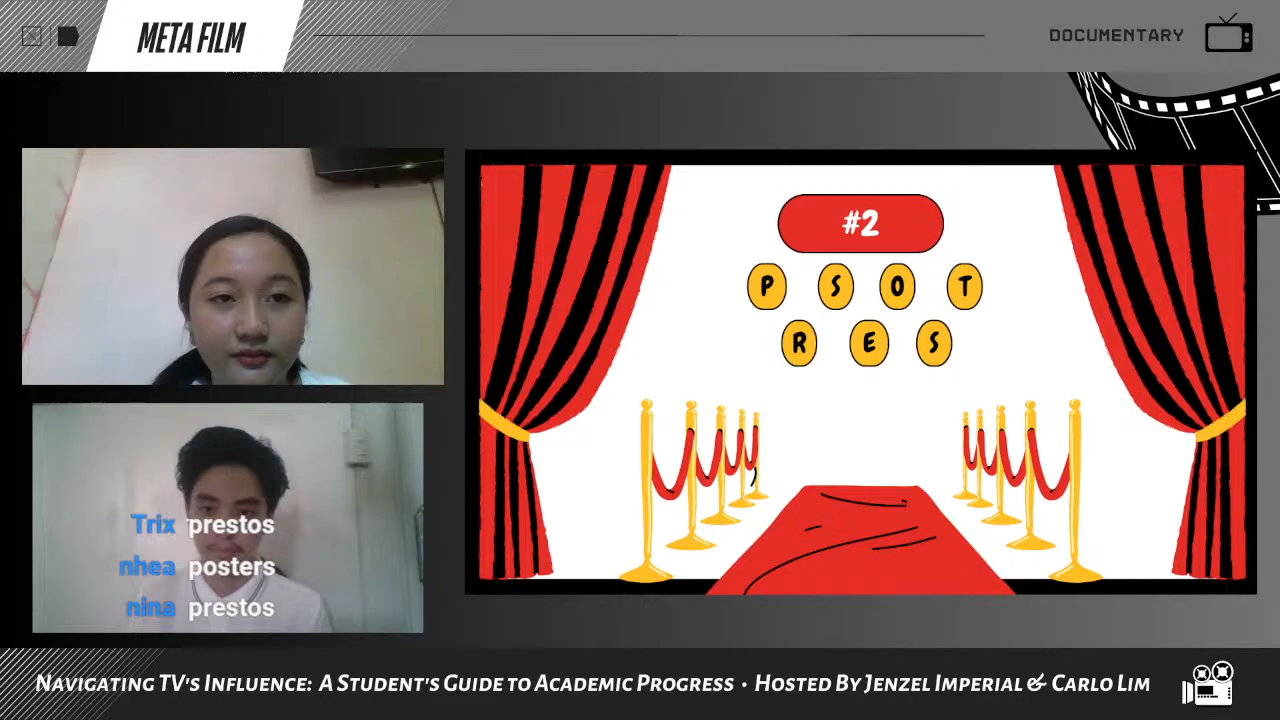 META FILM
DOCUMENTARY
#2
P S O T
R E S
Trix prestos
nhea posters
nina prestos
NAVIGATING TV'S INFLUENCE: A STUDENT'S GUIDE TO ACADEMIC PROGRESS • HOSTED BY JENZEL IMPERIAL & CARLO LIM